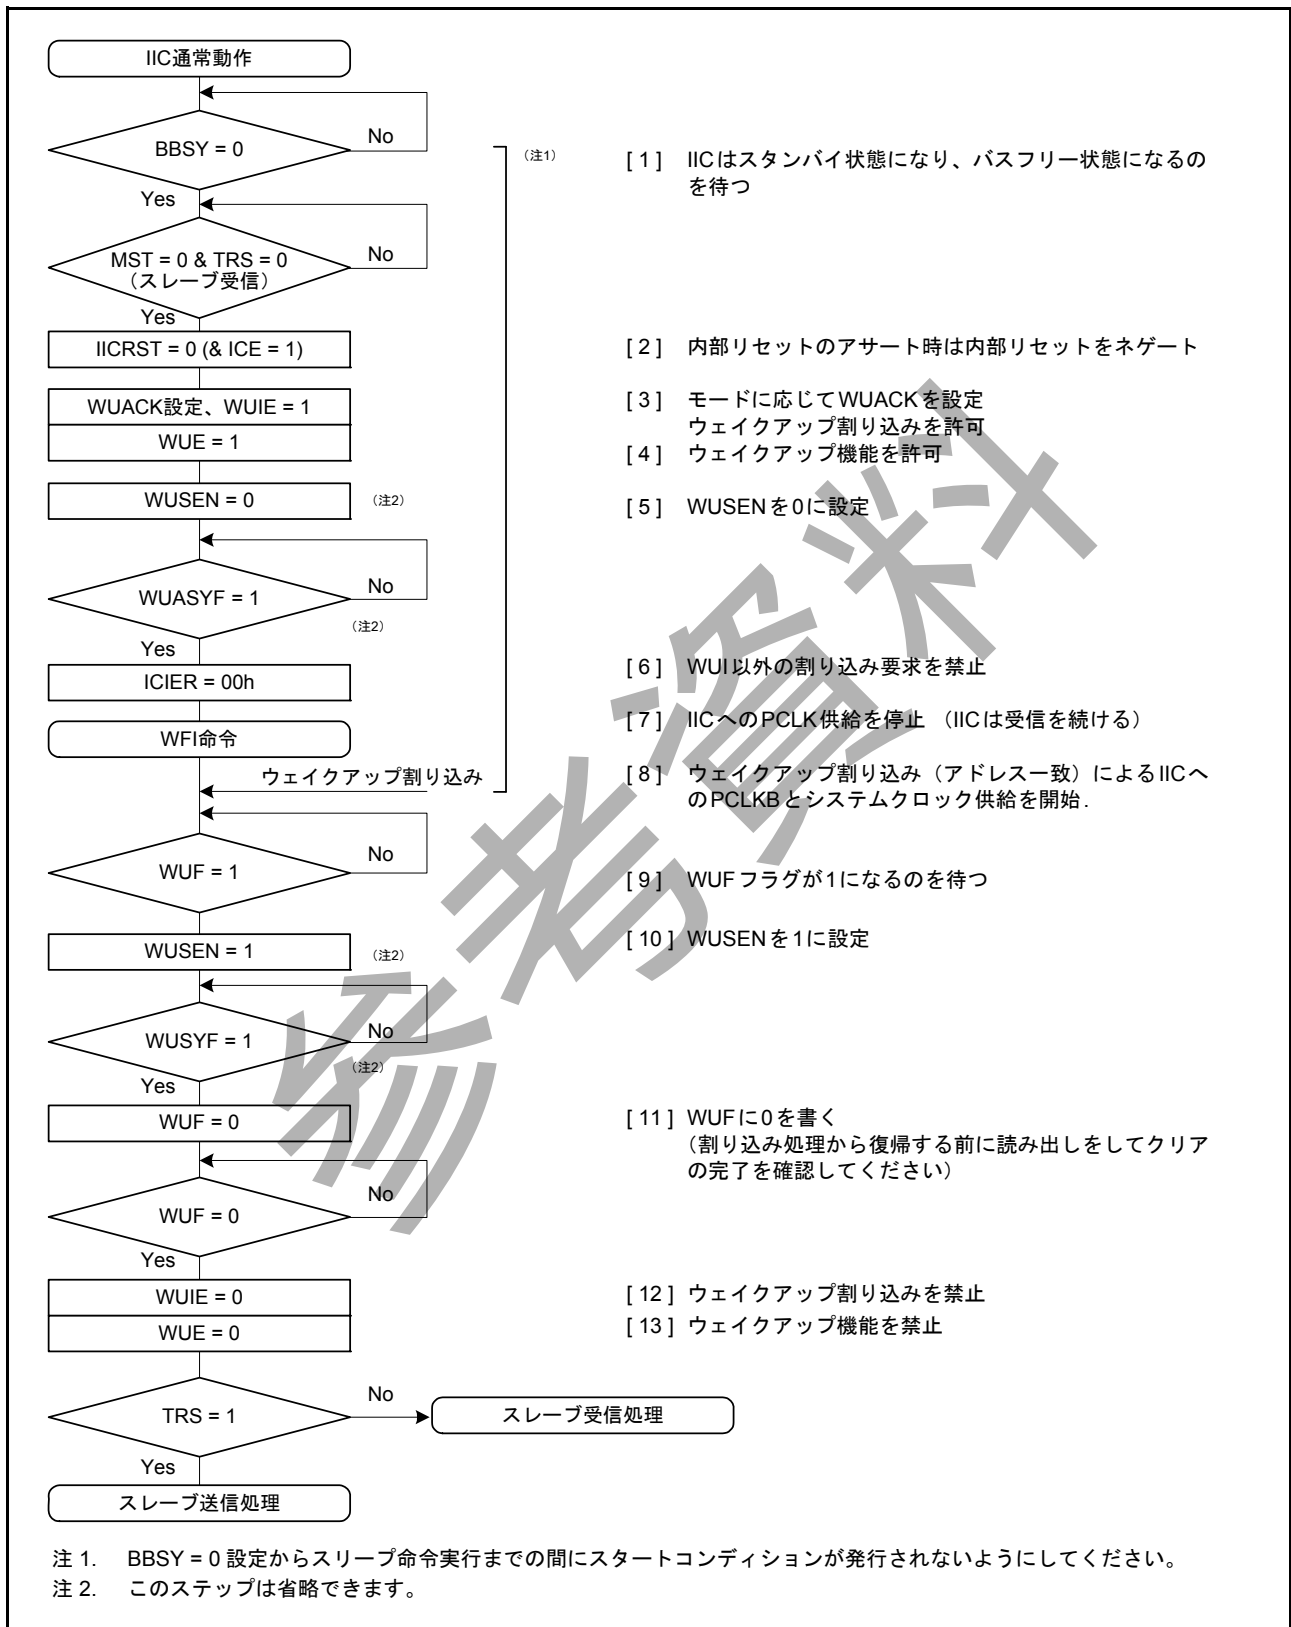 IIC通常動作
BBSY = 0
No
Yes
MST = 0 & TRS = 0
（スレーブ受信）
No
Yes
IICRST = 0 (& ICE = 1)
WUACK設定、WUIE = 1
WUE = 1
WUSEN = 0
（注2）
WUASYF = 1
No
（注2）
Yes
ICIER = 00h
WFI命令
ウェイクアップ割り込み
WUF = 1
No
WUSEN = 1
（注2）
WUSYF = 1
No
（注2）
Yes
WUF = 0
WUF = 0
No
Yes
WUIE = 0
WUE = 0
TRS = 1
No
スレーブ受信処理
Yes
スレーブ送信処理
（注1）
[ 1 ] IICはスタンバイ状態になり、バスフリー状態になるの
を待つ
[ 2 ] 内部リセットのアサート時は内部リセットをネゲート
[ 3 ] モードに応じてWUACKを設定
ウェイクアップ割り込みを許可
[ 4 ] ウェイクアップ機能を許可
[ 5 ] WUSENを0に設定
[ 6 ] WUI以外の割り込み要求を禁止
[ 7 ] IICへのPCLK供給を停止 （IICは受信を続ける）
[ 8 ] ウェイクアップ割り込み（アドレス一致）によるIICへ
のPCLKBとシステムクロック供給を開始.
[ 9 ] WUFフラグが1になるのを待つ
[ 10 ] WUSENを1に設定
[ 11 ] WUFに0を書く
（割り込み処理から復帰する前に読み出しをしてクリア
の完了を確認してください）
[ 12 ] ウェイクアップ割り込みを禁止
[ 13 ] ウェイクアップ機能を禁止
注 1. BBSY = 0 設定からスリープ命令実行までの間にスタートコンディションが発行されないようにしてください。
注 2. このステップは省略できます。
参考資料